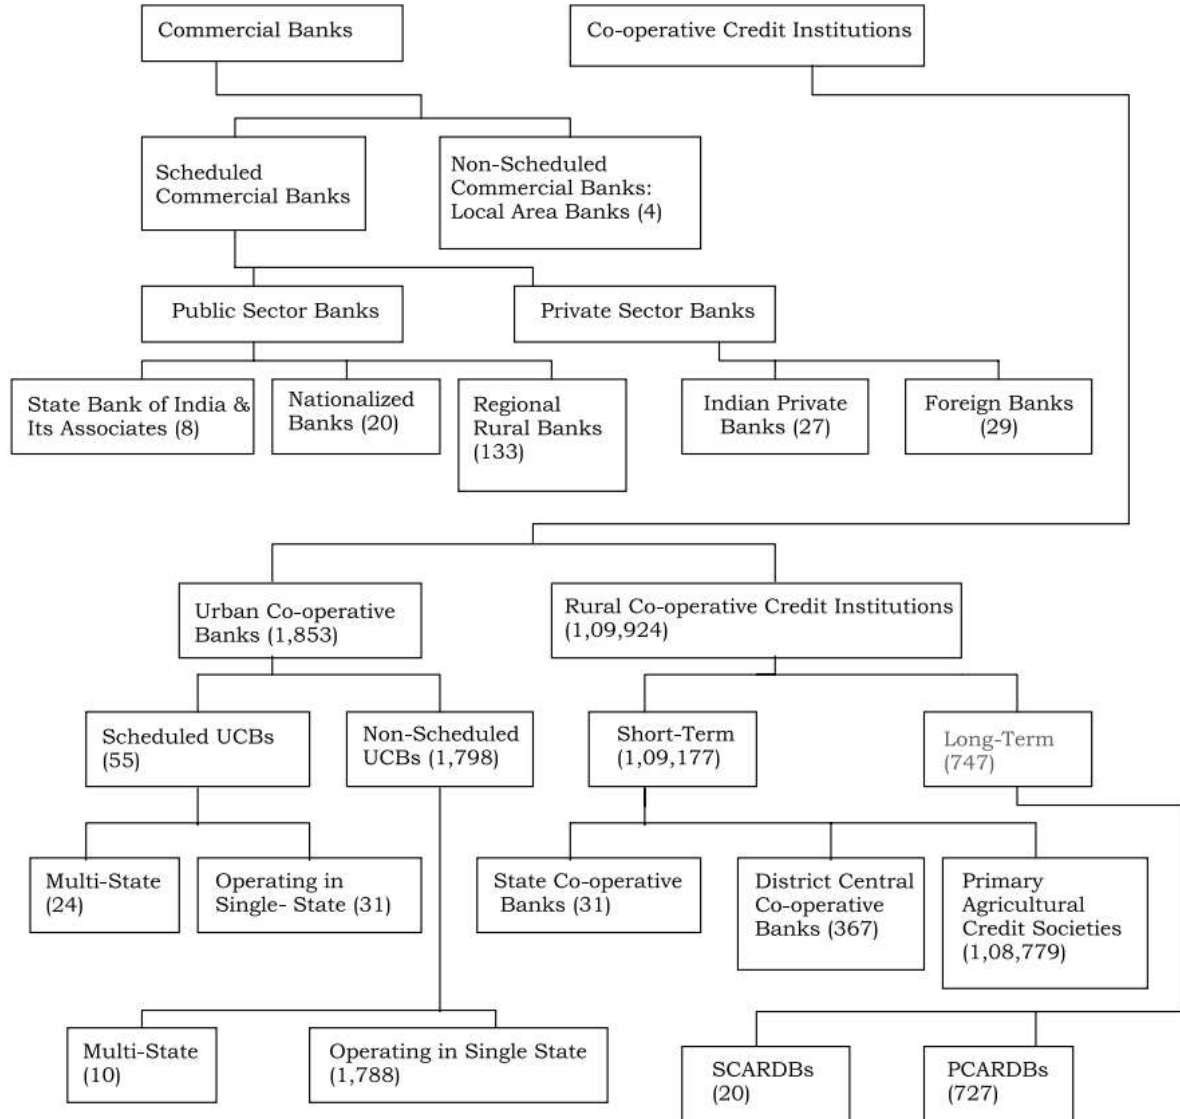 Commercial Banks
Co-operative Credit Institutions
Scheduled
Commercial Banks
Non-Scheduled
Commercial Banks:
Local Area Banks (4)
Public Sector Banks
Private Sector Banks
State Bank of India &
Its Associates (8)
Nationalized
Banks (20)
Regional
Rural Banks
(133)
Indian Private
Banks (27)
Foreign Banks
(29)
Urban Co-operative
Banks (1,853)
Rural Co-operative Credit Institutions
(1,09,924)
Scheduled UCBs
(55)
Non-Scheduled
UCBs (1,798)
Short-Term
(1,09,177)
Long-Term
(747)
Multi-State
(24)
Operating in
Single- State (31)
State Co-operative
Banks (31)
District Central
Co-operative
Banks (367)
Primary
Agricultural
Credit Societies
(1,08,779)
Multi-State
(10)
Operating in Single State
(1,788)
SCARDBs
(20)
PCARDBs
(727)